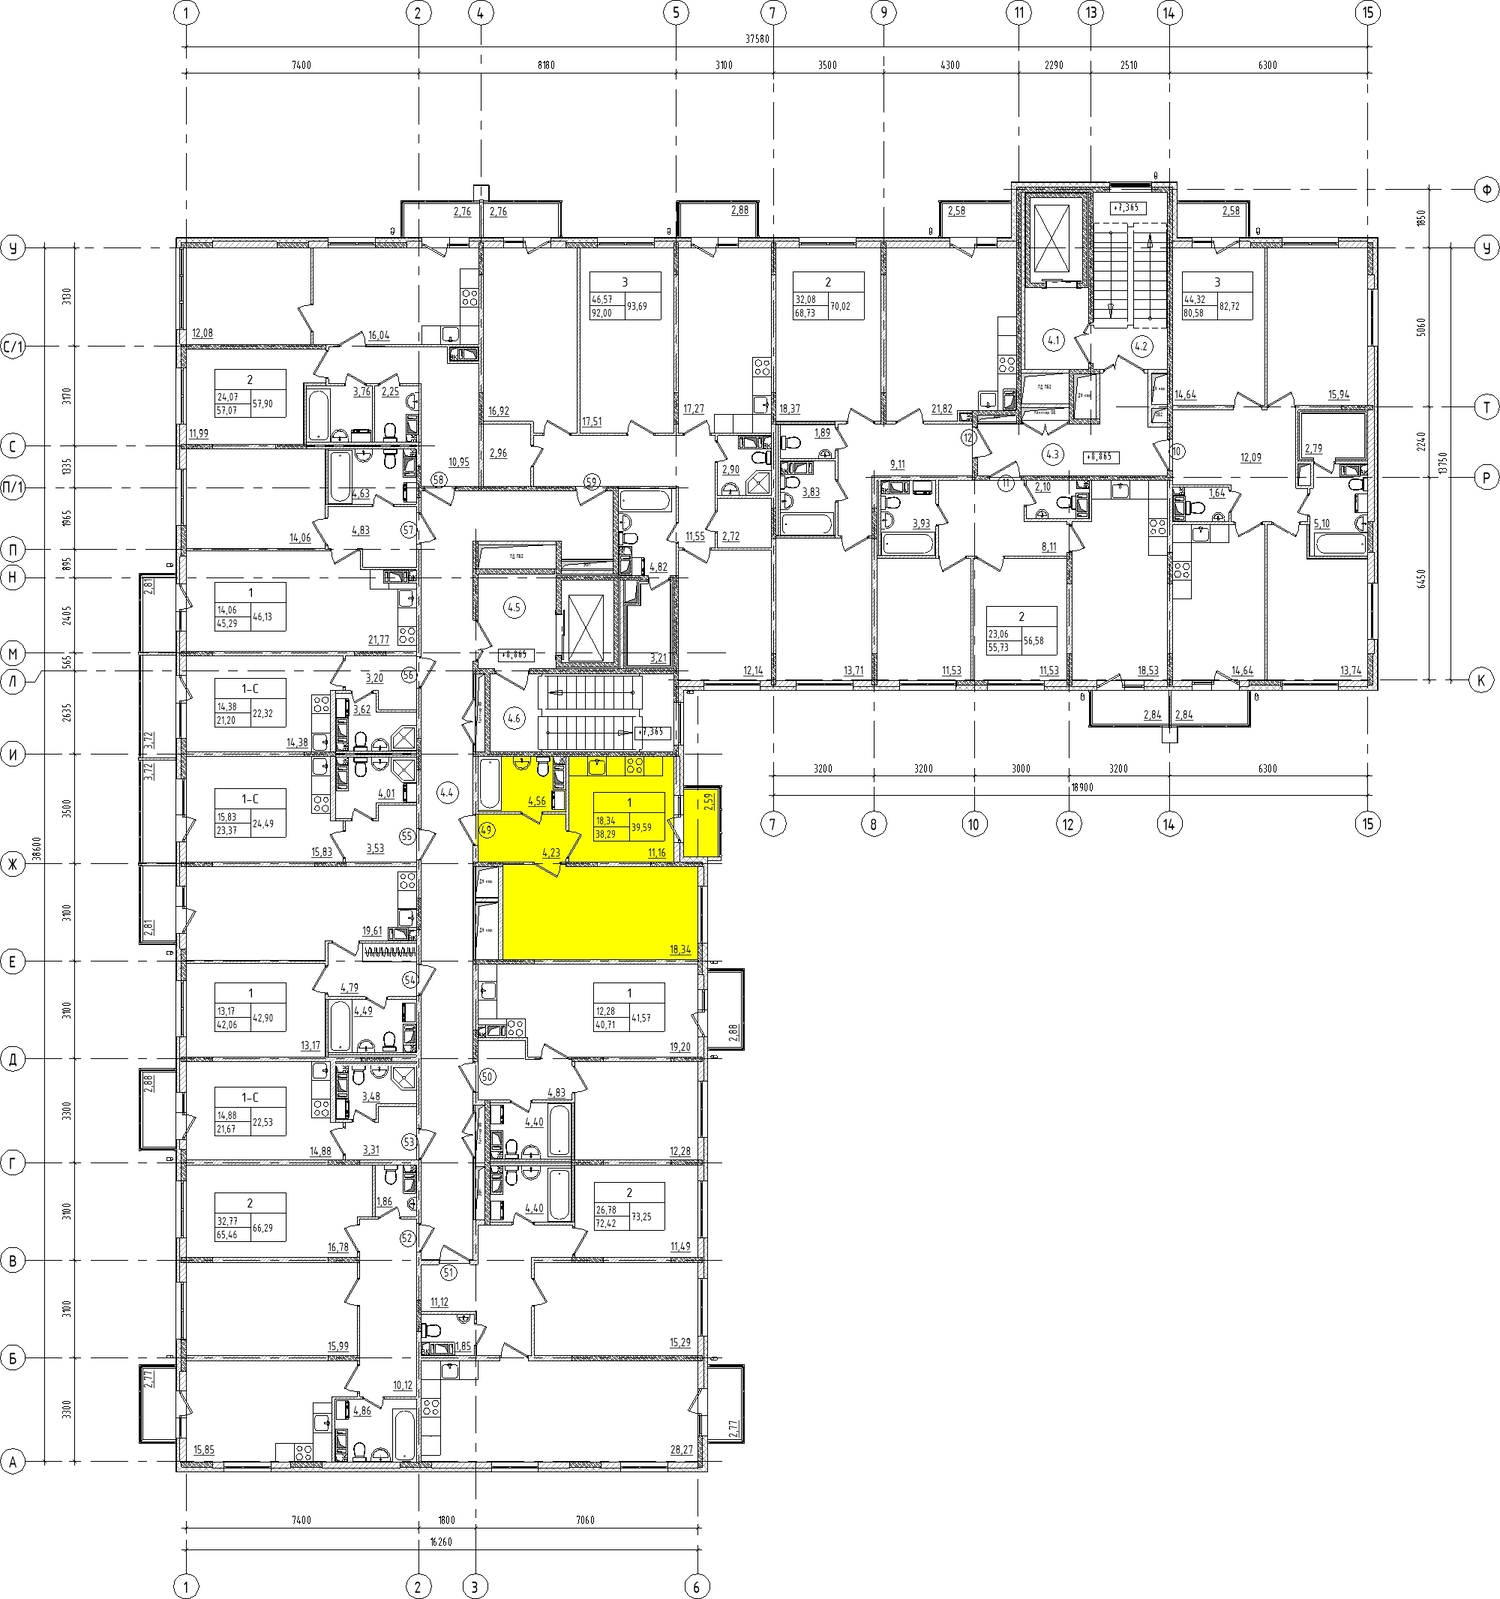 1 2 4 5 7 9 11 13 14 15
37580
7400 8180 3100 3500 4300 2290 2510 6300
Ф
1850
2,76 2,76 2,88 2,58 +7,365 2,58
У У
3130
3 2 3
46,57 93,69 32,08 70,02 44,32 82,72
92,00 68,73 80,58
5060
12,08 16,04 4.1 4.2
С/1
3170
2
24,07 57,90
57,07
3,76 2,25
14,64 15,94
16,92 17,51 17,27 18,37 21,82
Т
11,99 1,89 12
С
2,96 10,95 2,90 4.3 +8,865 10 12,09 2,79
2240
13750
1335
9,11
Р
П/1
58 59
4,63 3,83 11 2,10 1,64
1965
14,06 4,83 57 3,93
11,55 2,72 8,11 5,10
П
895
4,82
Н
2,81
1
14,06 46,13
45,29
2405
4.5
2
23,06 56,58
55,73
6450
21,77
М
+8,865 3,21
565
12,14 13,71 11,53 11,53 18,53 14,64 13,74
Л К
3,20 56
1-С
14,38 22,32
21,20
3,62
2635
4.6 +7,365
2,84 2,84
3,72 14,38
И
3,72
3200 3200 3000 3200 6300
18900
4,01 4.4 4,56
1-С
15,83 24,49
23,37
1
18,34 39,59
38,29
2,59
3500
38600
7 8 10 12 14 15
55 49
15,83 3,53 4,23 11,16
Ж
3100
2,81 19,61 18,34
Е
4,79 54
1
13,17 42,90
42,06
1
12,28 41,57
40,71
4,49
3100
2,88
13,17 19,20
Д
2,88
50
1-С
14,88 22,53
21,67
3,48 4,83
3300
4,40
53
14,88 3,31 12,28
Г
2
32,77 66,29
65,46
1,86 4,40
2
26,78 73,25
72,42
3100
52
16,78 11,49
В
51
3100
11,12
15,99 1,85 15,29
Б
2,77
10,12
4,86
3300
2,77
15,85 28,27
А
7400 1800 7060
16260
1 2 3 6